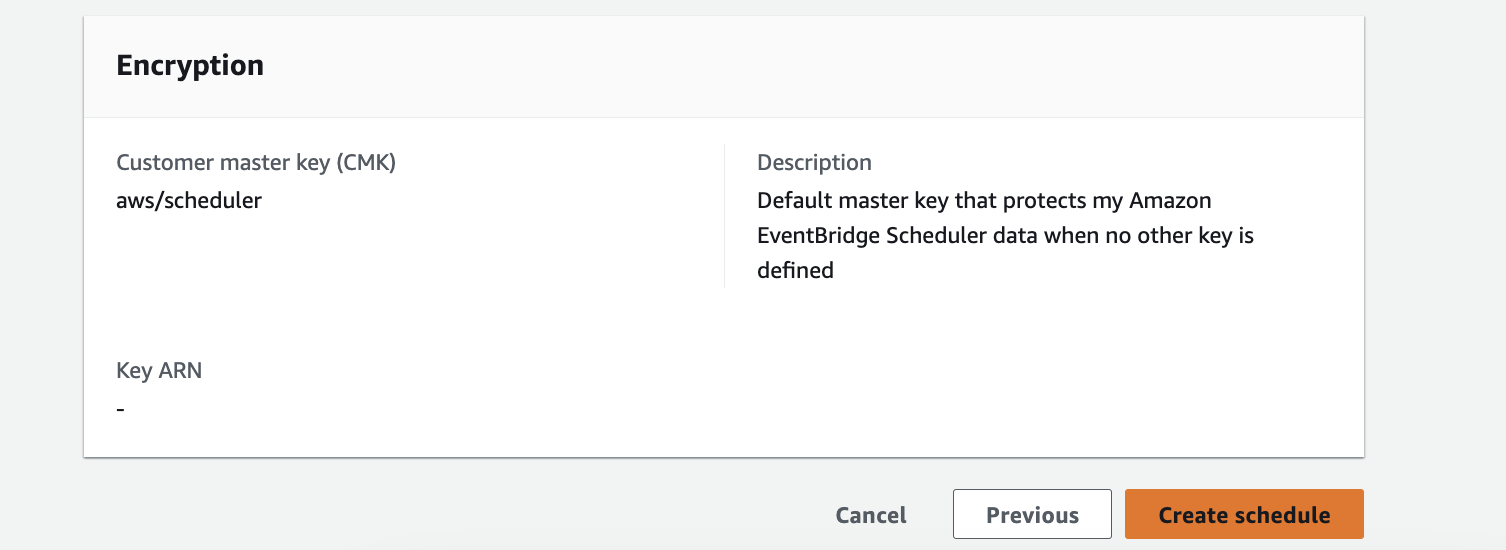 Encryption
Customer master key (CMK)
aws/scheduler
Description
Default master key that protects my Amazon
EventBridge Scheduler data when no other key is
defined
Key ARN
-
Cancel
Previous
Create schedule